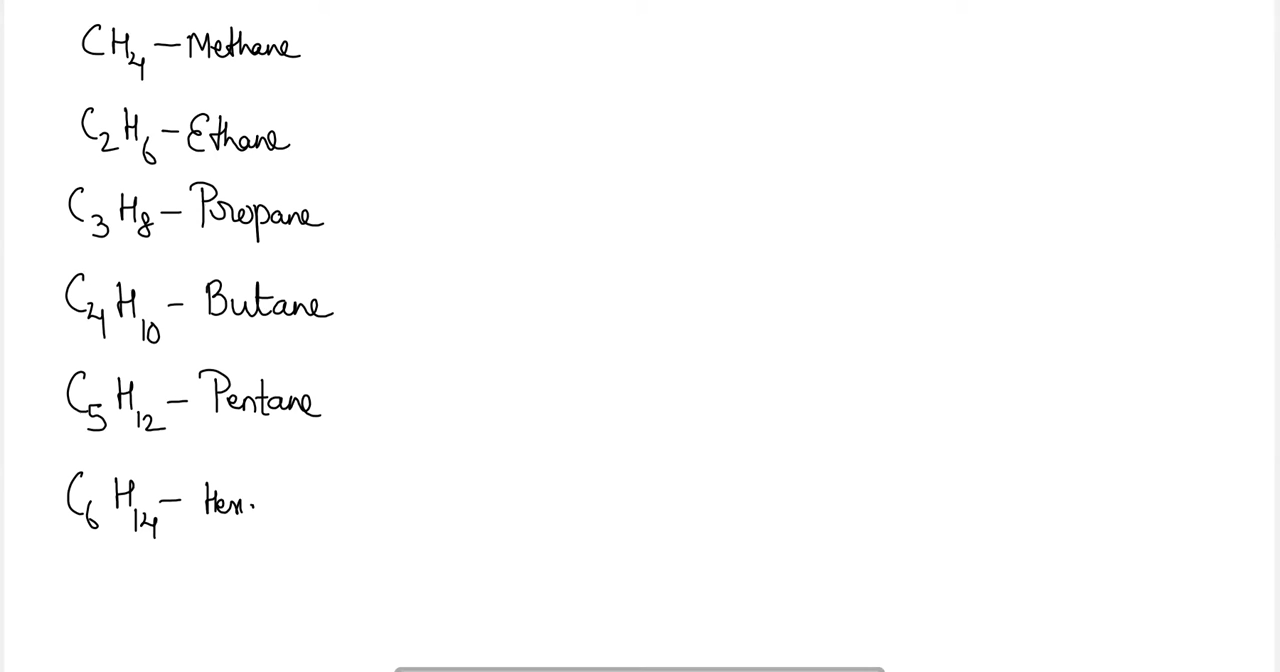 CH₄ – Methane
C₂H₆ – Ethane
C₃H₈ – Propane
C₄H₁₀ – Butane
C₅H₁₂ – Pentane
C₆H₁₄ – Hex